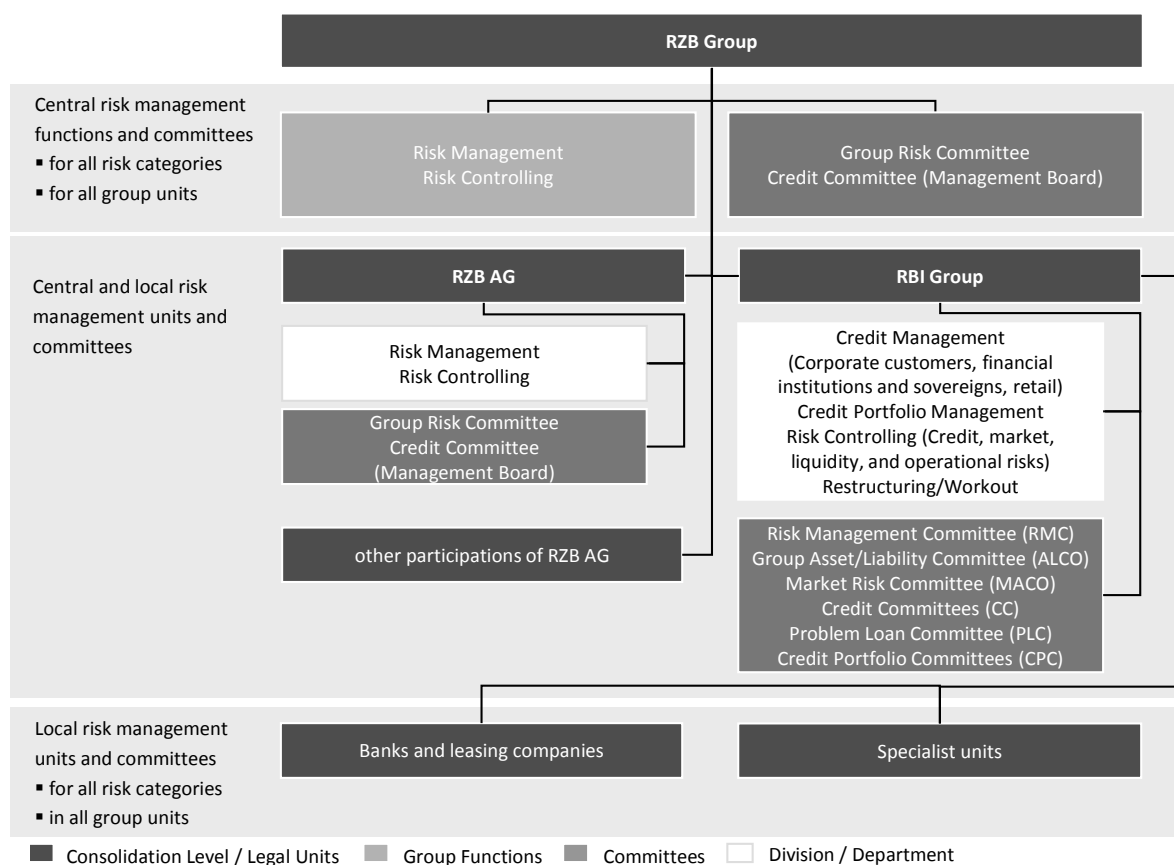 RZB Group
Central risk management
functions and committees
▪ for all risk categories
▪ for all group units
Risk Management
Risk Controlling
Group Risk Committee
Credit Committee (Management Board)
Central and local risk
management units and
committees
RZB AG
Risk Management
Risk Controlling
Group Risk Committee
Credit Committee
(Management Board)
other participations of RZB AG
RBI Group
Credit Management
(Corporate customers, financial
institutions and sovereigns, retail)
Credit Portfolio Management
Risk Controlling (Credit, market,
liquidity, and operational risks)
Restructuring/Workout
Risk Management Committee (RMC)
Group Asset/Liability Committee (ALCO)
Market Risk Committee (MACO)
Credit Committees (CC)
Problem Loan Committee (PLC)
Credit Portfolio Committees (CPC)
Local risk management
units and committees
▪ for all risk categories
▪ in all group units
Banks and leasing companies
Specialist units
Consolidation Level / Legal Units
Group Functions
Committees
Division / Department